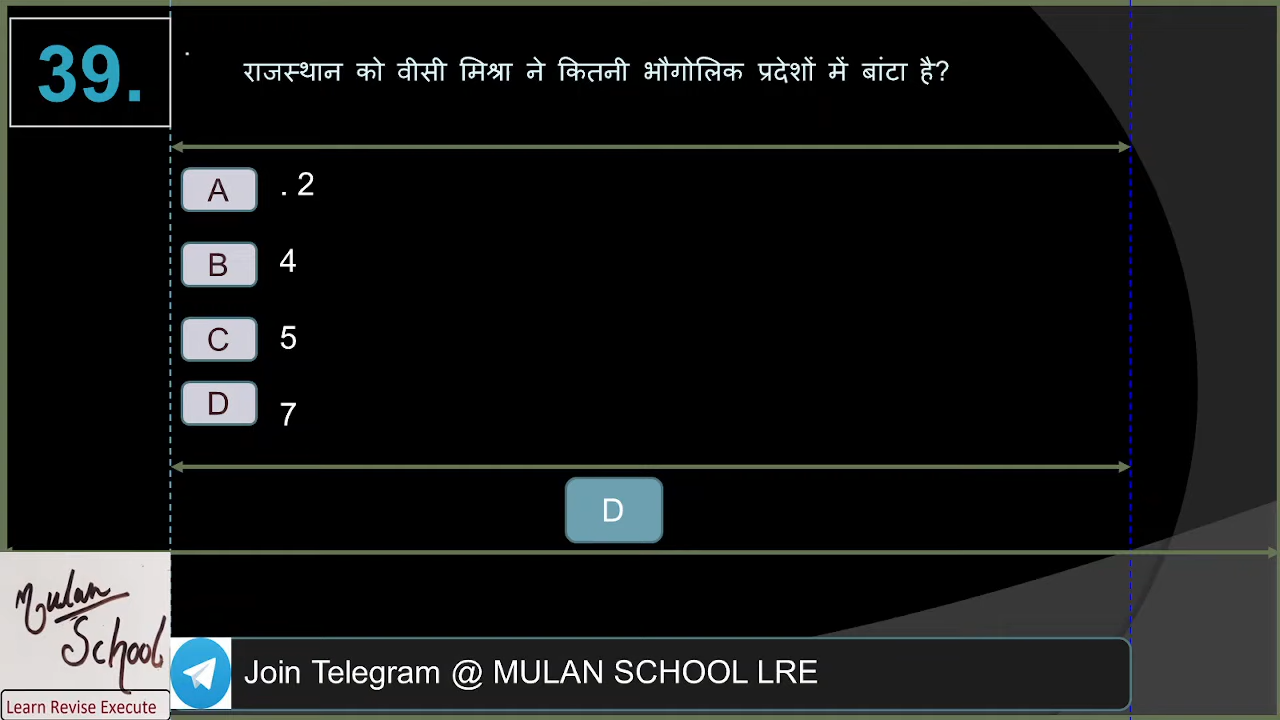 39.
. राजस्थान को वीसी मिश्रा ने कितनी भौगोलिक प्रदेशों में बांटा है?
A . 2
B 4
C 5
D 7
D
Mulan
School
Learn Revise Execute
Join Telegram @ MULAN SCHOOL LRE